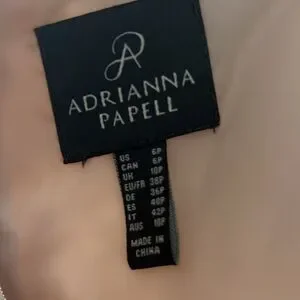 ADRIANNA
PAPELL
US 6P
CAN 6P
UK 10P
EU/FR 38P
DE 36P
ES 40P
IT 42P
AUS 10P
MADE IN
CHINA